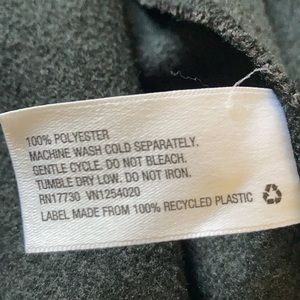 100% POLYESTER
MACHINE WASH COLD SEPARATELY.
GENTLE CYCLE. DO NOT BLEACH.
TUMBLE DRY LOW. DO NOT IRON.
RN17730 VN1254020
LABEL MADE FROM 100% RECYCLED PLASTIC